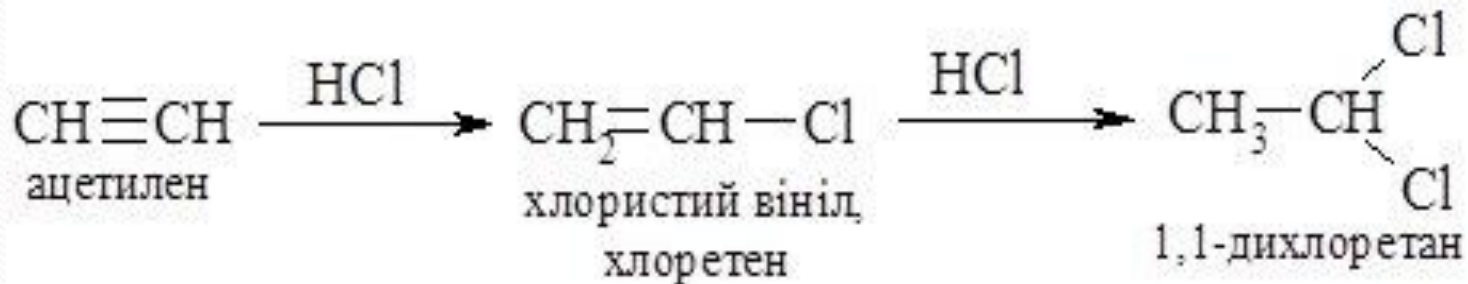 CH≡CH HCl CH₂=CH—Cl HCl CH₃—CH Cl Cl
ацетилен хлористий вініл, 1,1-дихлоретан
хлоретен